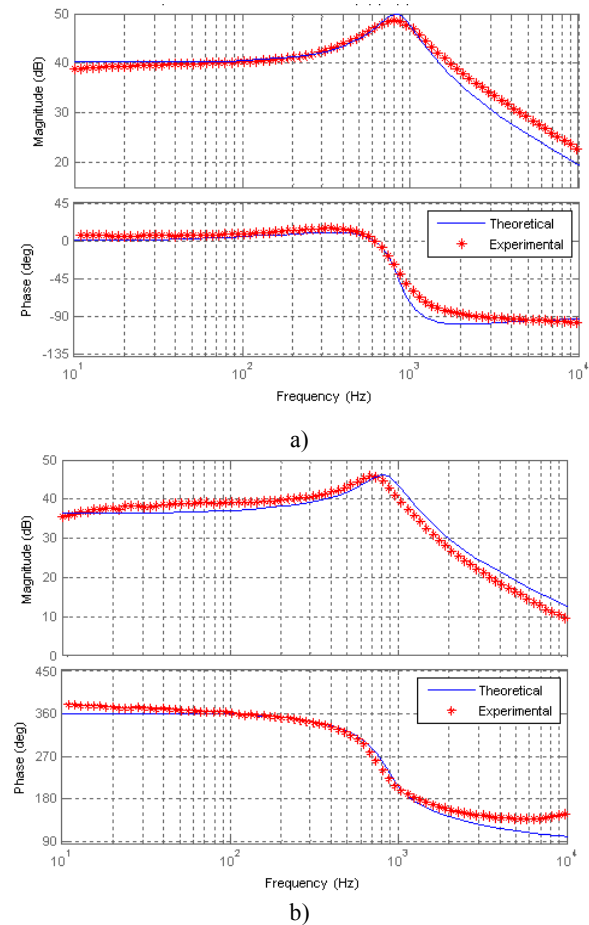 50
40
30
20
Magnitude (dB)
45
0
-45
-90
-135
Phase (deg)
Theoretical
Experimental
10^1
10^2
10^3
10^4
Frequency (Hz)
a)
50
40
30
20
10
0
Magnitude (dB)
450
360
270
180
90
Phase (deg)
Theoretical
Experimental
10^1
10^2
10^3
10^4
Frequency (Hz)
b)